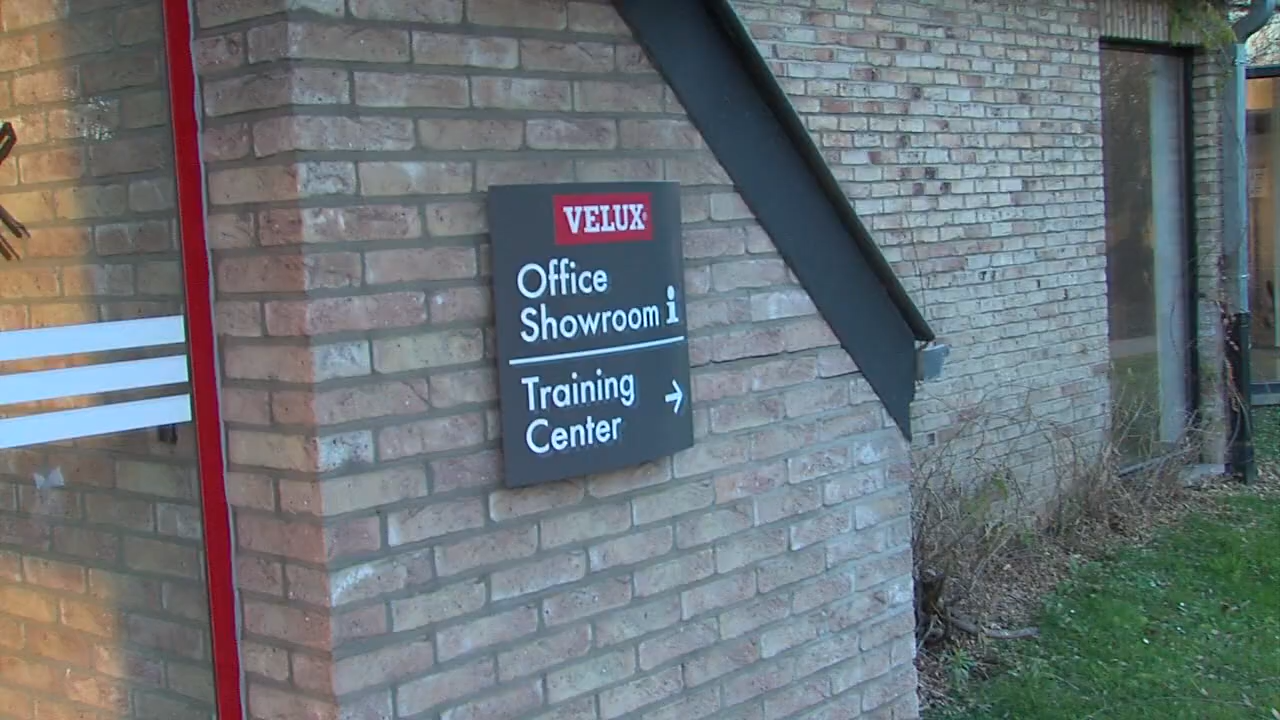 VELUX
Office
Showroom i
Training →
Center